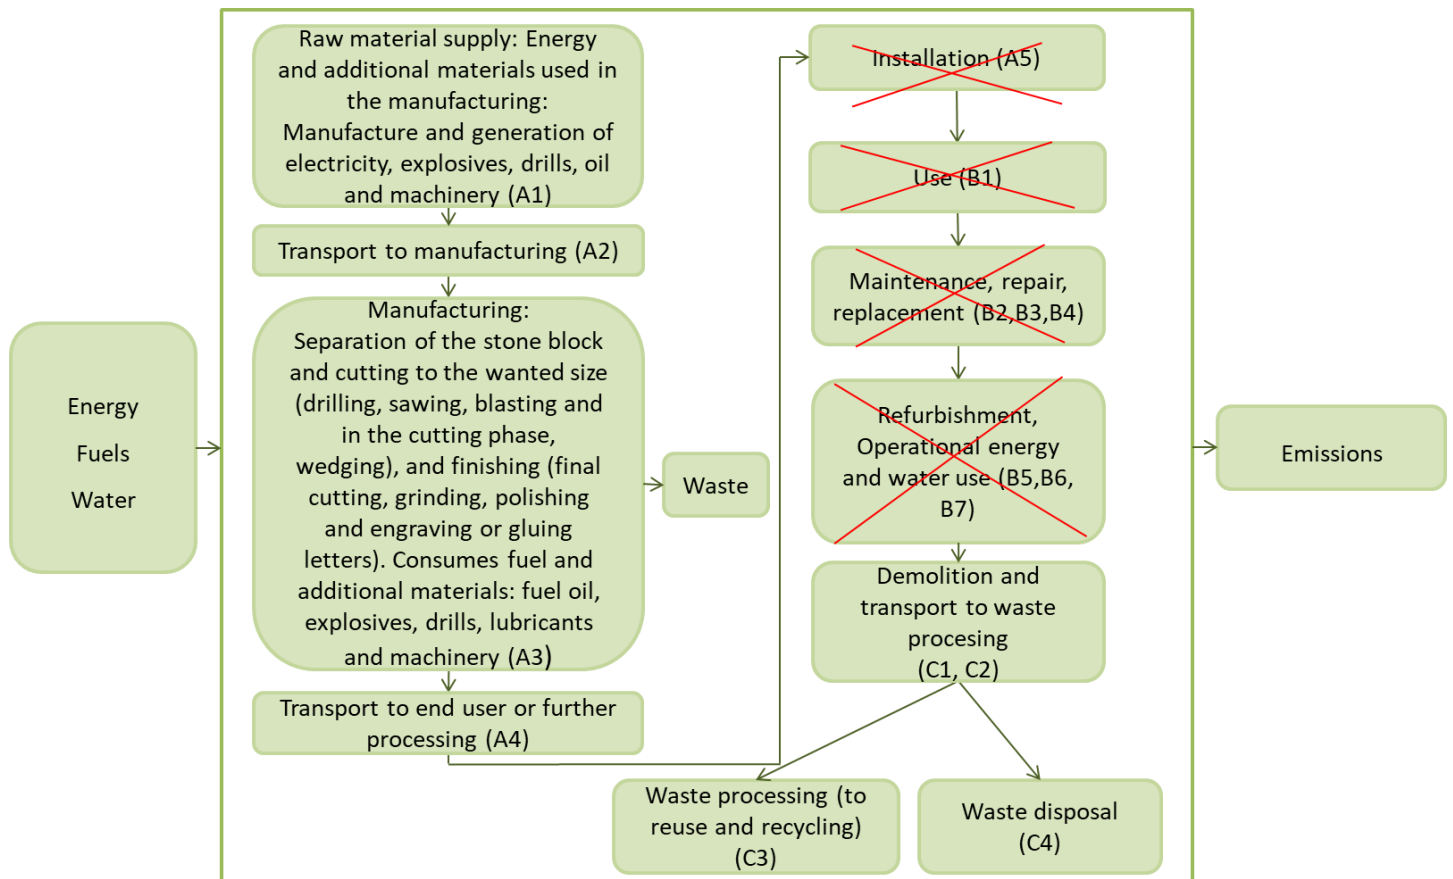 Energy
Fuels
Water
Raw material supply: Energy
and additional materials used in
the manufacturing:
Manufacture and generation of
electricity, explosives, drills, oil
and machinery (A1)
Transport to manufacturing (A2)
Manufacturing:
Separation of the stone block
and cutting to the wanted size
(drilling, sawing, blasting and
in the cutting phase,
wedging), and finishing (final
cutting, grinding, polishing
and engraving or gluing
letters). Consumes fuel and
additional materials: fuel oil,
explosives, drills, lubricants
and machinery (A3)
Transport to end user or further
processing (A4)
Waste
Installation (A5)
Use (B1)
Maintenance, repair,
replacement (B2,B3,B4)
Refurbishment,
Operational energy
and water use (B5,B6,
B7)
Demolition and
transport to waste
procesing
(C1, C2)
Waste processing (to
reuse and recycling)
(C3)
Waste disposal
(C4)
Emissions